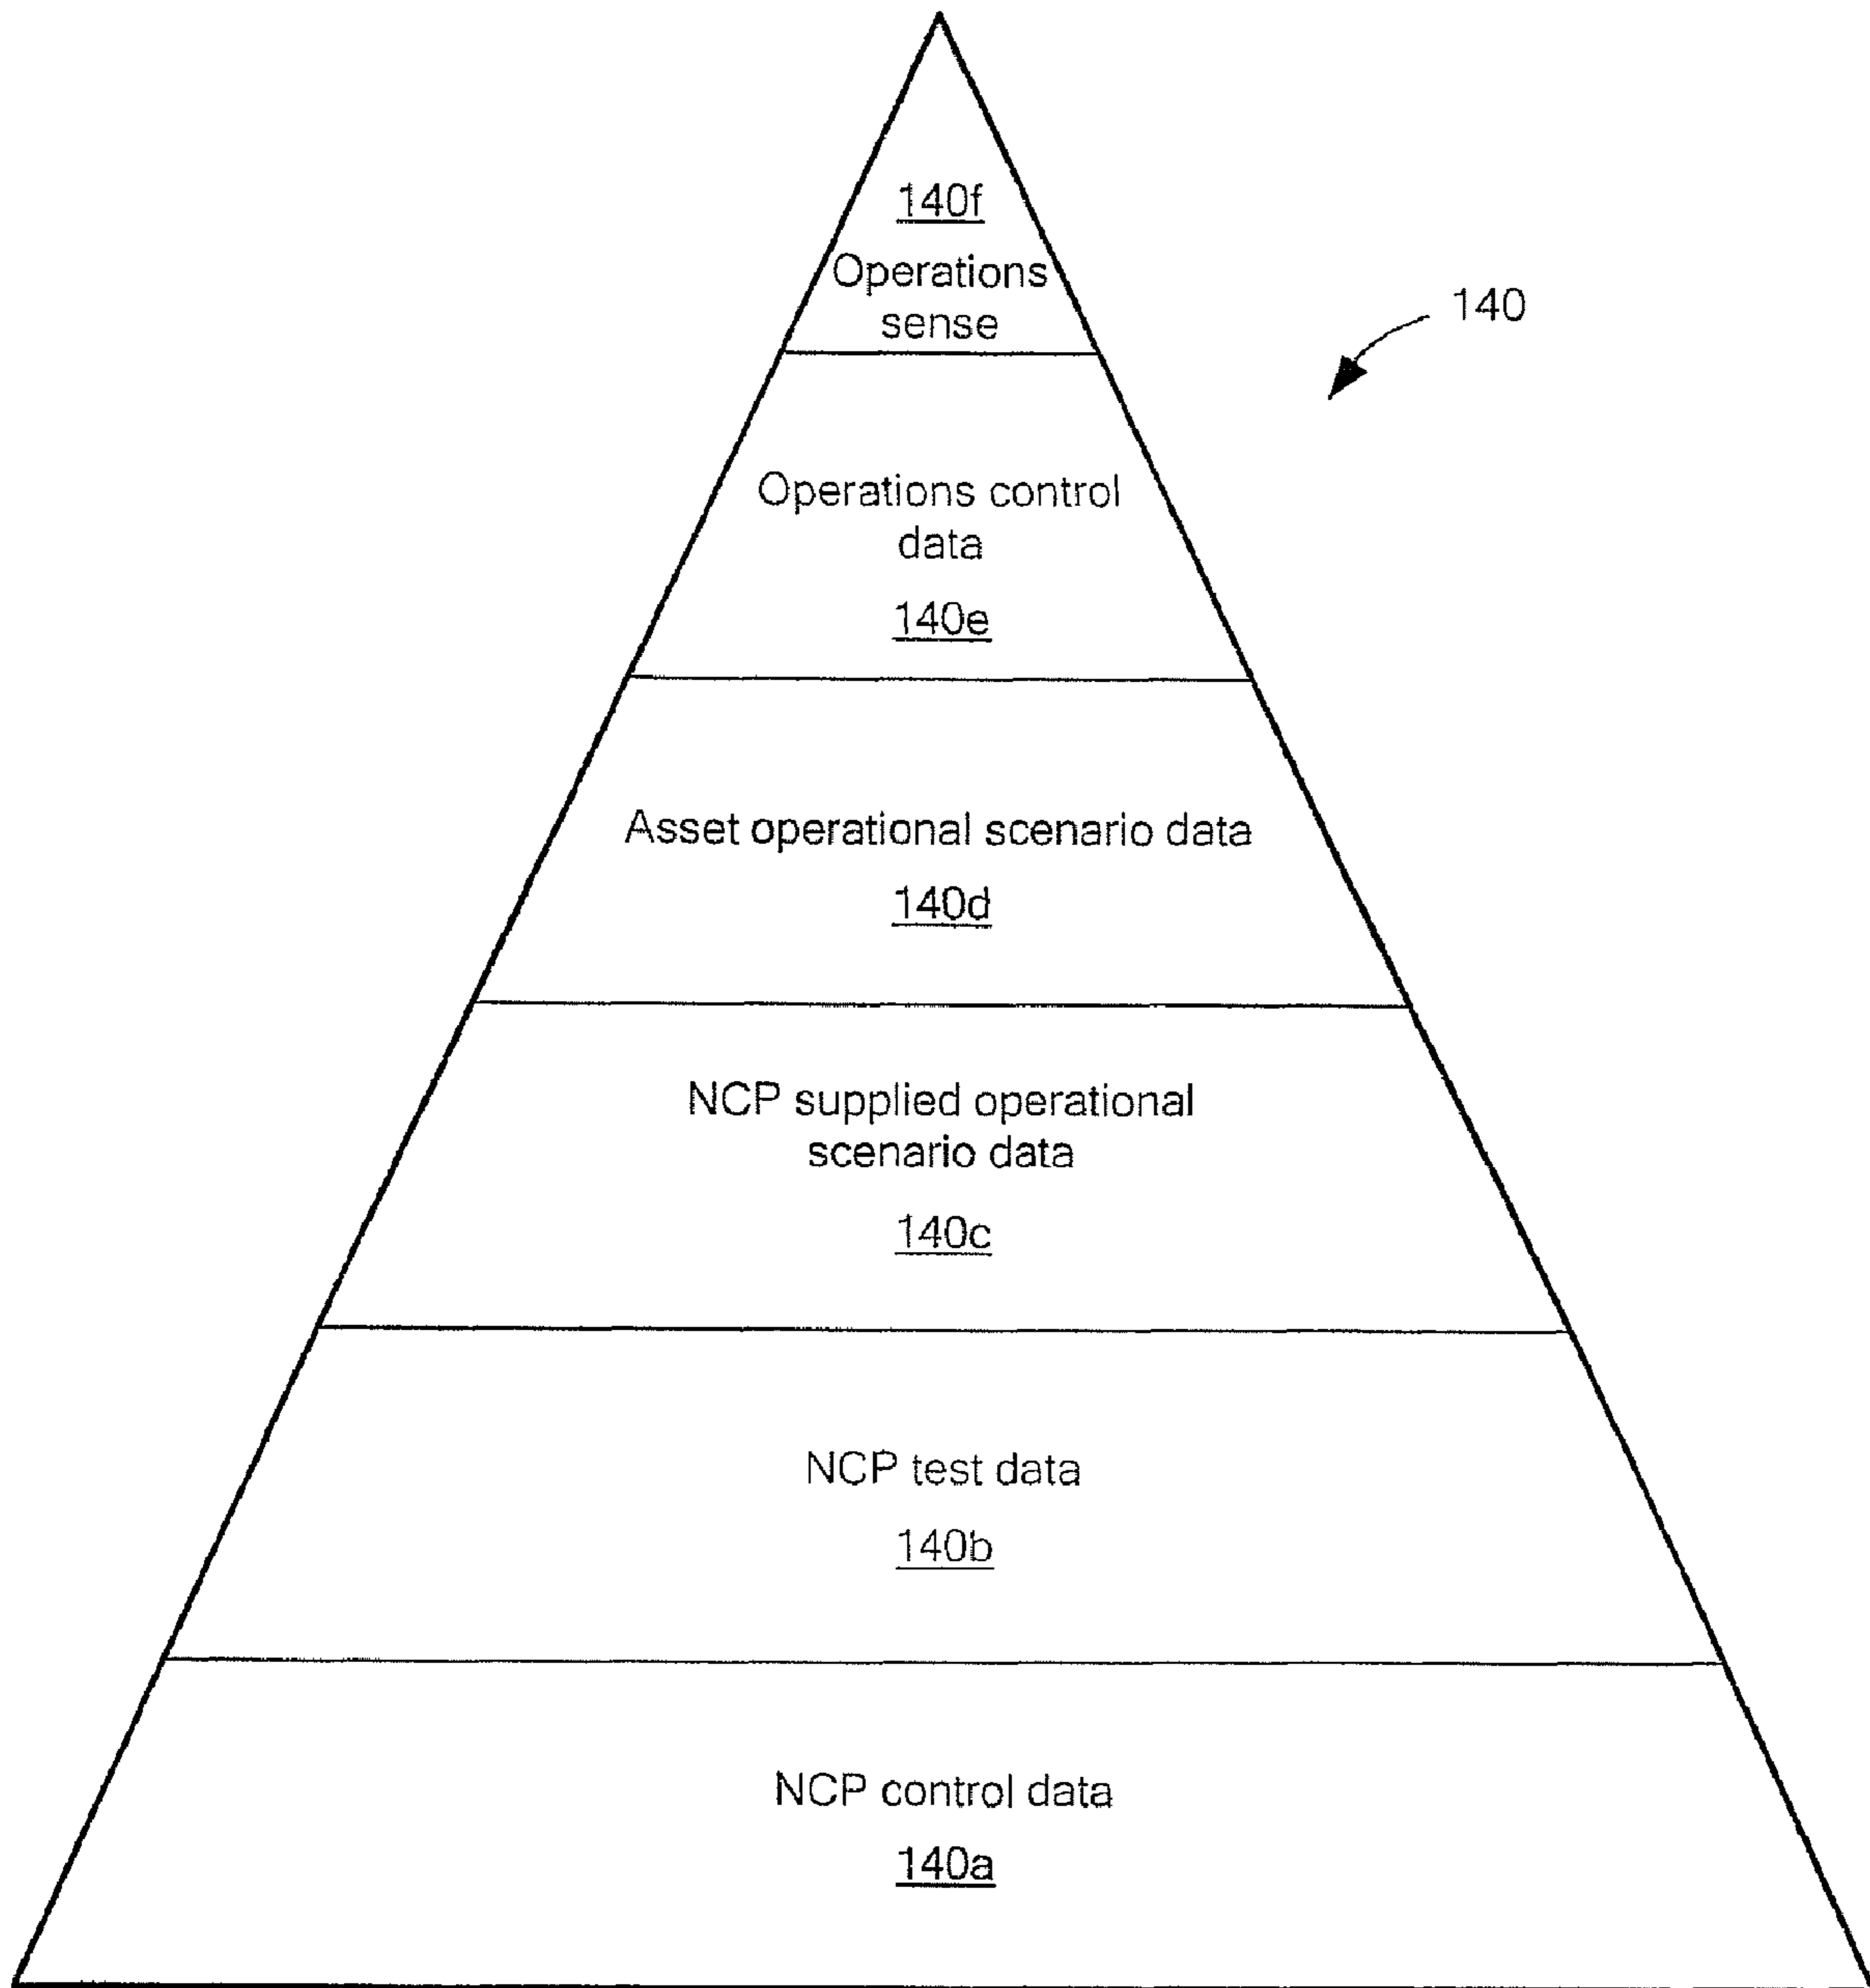 140f
Operations
sense
140
Operations control
data
140e
Asset operational scenario data
140d
NCP supplied operational
scenario data
140c
NCP test data
140b
NCP control data
140a